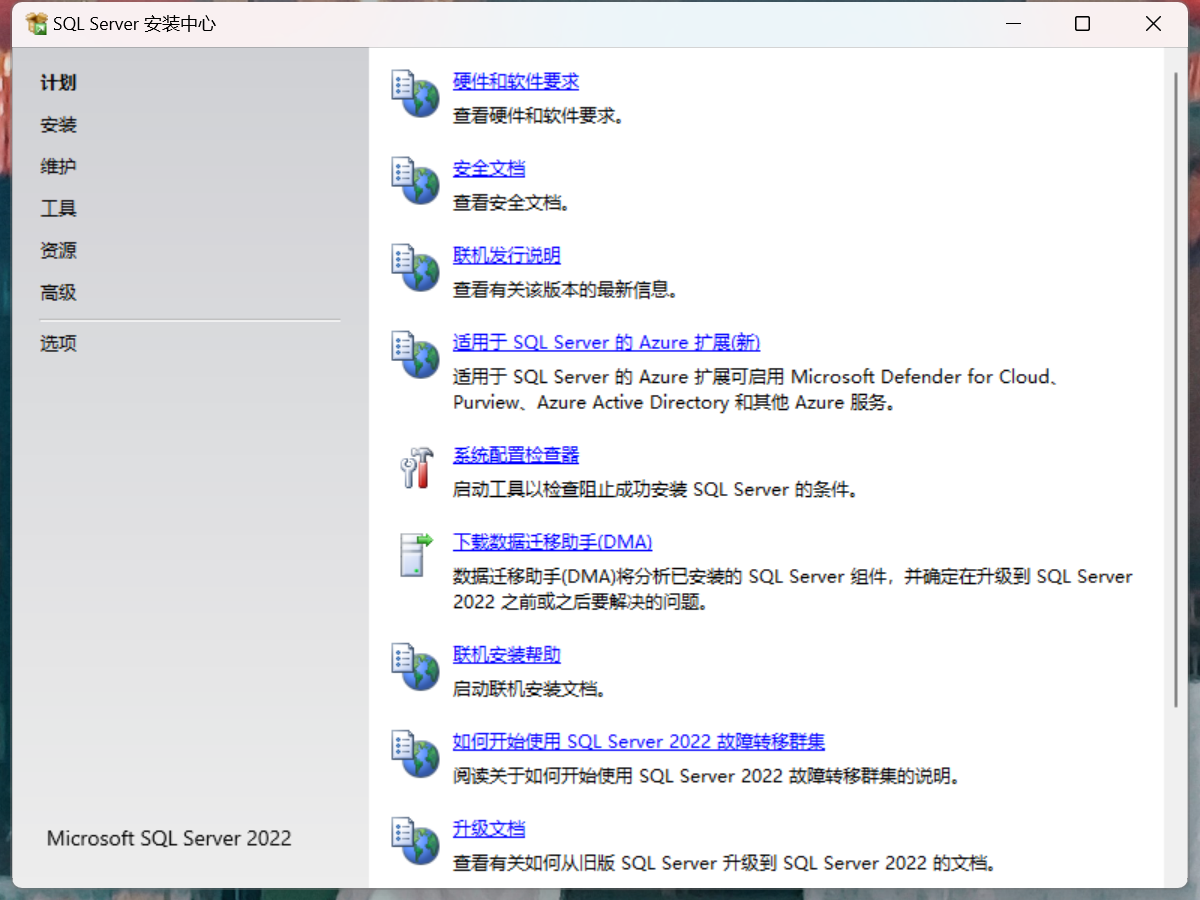 SQL Server 安装中心
计划
安装
维护
工具
资源
高级
选项
Microsoft SQL Server 2022
硬件和软件要求
查看硬件和软件要求。
安全文档
查看安全文档。
联机发行说明
查看有关该版本的最新信息。
适用于 SQL Server 的 Azure 扩展(新)
适用于 SQL Server 的 Azure 扩展可启用 Microsoft Defender for Cloud、
Purview、Azure Active Directory 和其他 Azure 服务。
系统配置检查器
启动工具以检查阻止成功安装 SQL Server 的条件。
下载数据迁移助手(DMA)
数据迁移助手(DMA)将分析已安装的 SQL Server 组件，并确定在升级到 SQL Server
2022 之前或之后要解决的问题。
联机安装帮助
启动联机安装文档。
如何开始使用 SQL Server 2022 故障转移群集
阅读关于如何开始使用 SQL Server 2022 故障转移群集的说明。
升级文档
查看有关如何从旧版 SQL Server 升级到 SQL Server 2022 的文档。